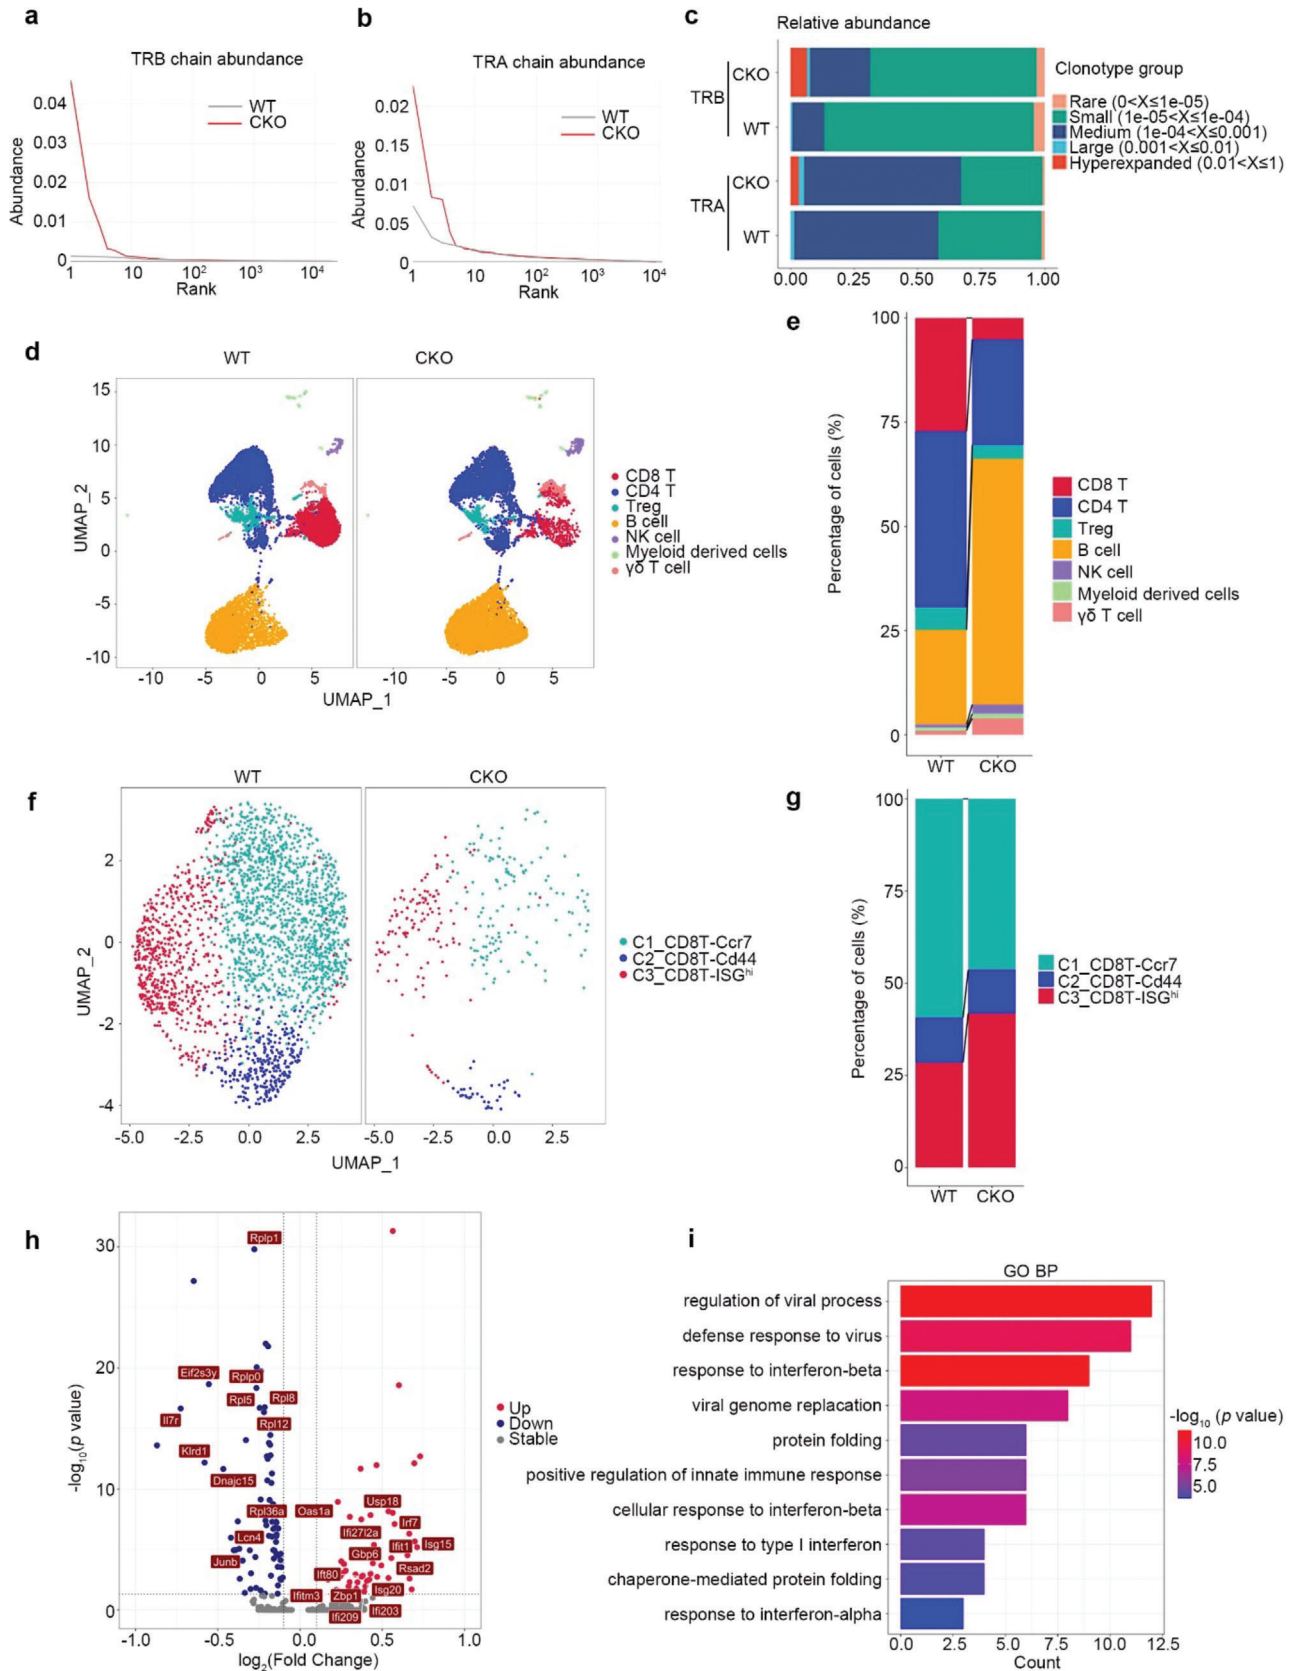 a
TRB chain abundance
WT
CKO
Abundance
0.04
0.03
0.02
0.01
0
1
10
10²
10³
10⁴
Rank
b
TRA chain abundance
WT
CKO
Abundance
0.02
0.015
0.01
0.05
0
1
10
10²
10³
10⁴
Rank
c
Relative abundance
TRB
CKO
WT
TRA
CKO
WT
0.00
0.25
0.50
0.75
1.00
Clonotype group
Rare (0<X≤1e-05)
Small (1e-05<X≤1e-04)
Medium (1e-04<X≤0.001)
Large (0.001<X≤0.01)
Hyperexpanded (0.01<X≤1)
d
WT
CKO
UMAP_2
15
10
5
0
-5
-10
-10
-5
0
5
-10
-5
0
5
UMAP_1
CD8 T
CD4 T
Treg
B cell
NK cell
Myeloid derived cells
γδ T cell
e
Percentage of cells (%)
100
75
50
25
0
WT
CKO
CD8 T
CD4 T
Treg
B cell
NK cell
Myeloid derived cells
γδ T cell
f
WT
CKO
UMAP_2
2
0
-2
-4
-5.0
-2.5
0.0
2.5
-5.0
-2.5
0.0
2.5
UMAP_1
C1_CD8T-Ccr7
C2_CD8T-Cd44
C3_CD8T-ISGʰⁱ
g
Percentage of cells (%)
100
75
50
25
0
WT
CKO
C1_CD8T-Ccr7
C2_CD8T-Cd44
C3_CD8T-ISGʰⁱ
h
-log₁₀(p value)
30
20
10
0
Rplp1
Eif2s3y
Rplp0
Rpl5
Rpl8
Il7r
Rpl12
Klrd1
Dnajc15
Usp18
Rpl36a
Oas1a
Irf7
Ifi27l2a
Lcn4
Ifit1
Isg15
Gbp6
Junb
Rsad2
Ift80
Isg20
Ifitm3
Zbp1
Ifi209
Ifi203
-1.0
-0.5
0.0
0.5
1.0
log₂(Fold Change)
Up
Down
Stable
i
GO BP
regulation of viral process
defense response to virus
response to interferon-beta
viral genome replacation
protein folding
positive regulation of innate immune response
cellular response to interferon-beta
response to type I interferon
chaperone-mediated protein folding
response to interferon-alpha
0.0
2.5
5.0
7.5
10.0
12.5
Count
-log₁₀ (p value)
10.0
7.5
5.0